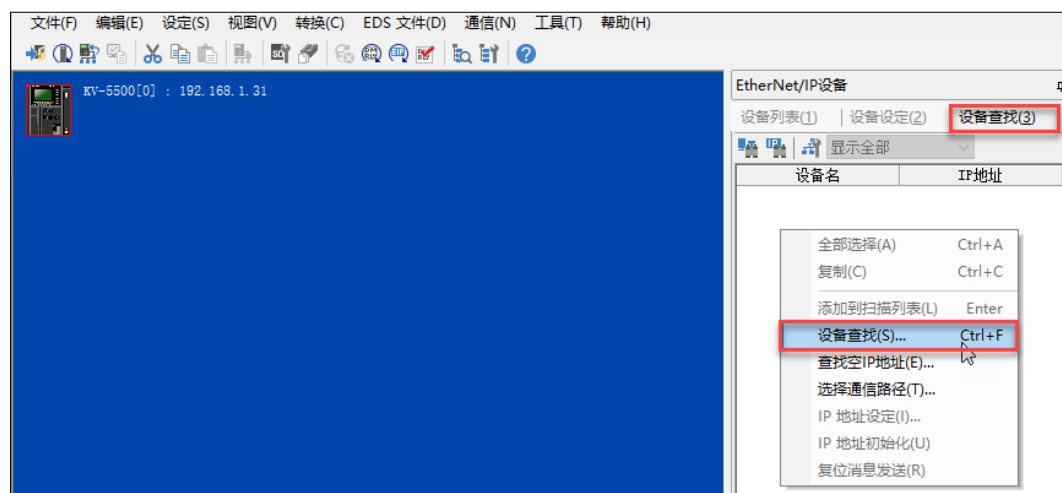 文件(F) 编辑(E) 设定(S) 视图(V) 转换(C) EDS 文件(D) 通信(N) 工具(T) 帮助(H)
KV-5500[0] : 192.168.1.31
EtherNet/IP设备
设备列表(1) 设备设定(2) 设备查找(3)
显示全部
设备名 IP地址
全部选择(A) Ctrl+A
复制(C) Ctrl+C
添加到扫描列表(L) Enter
设备查找(S)... Ctrl+F
查找空IP地址(E)...
选择通信路径(T)...
IP 地址设定(I)...
IP 地址初始化(U)
复位消息发送(R)